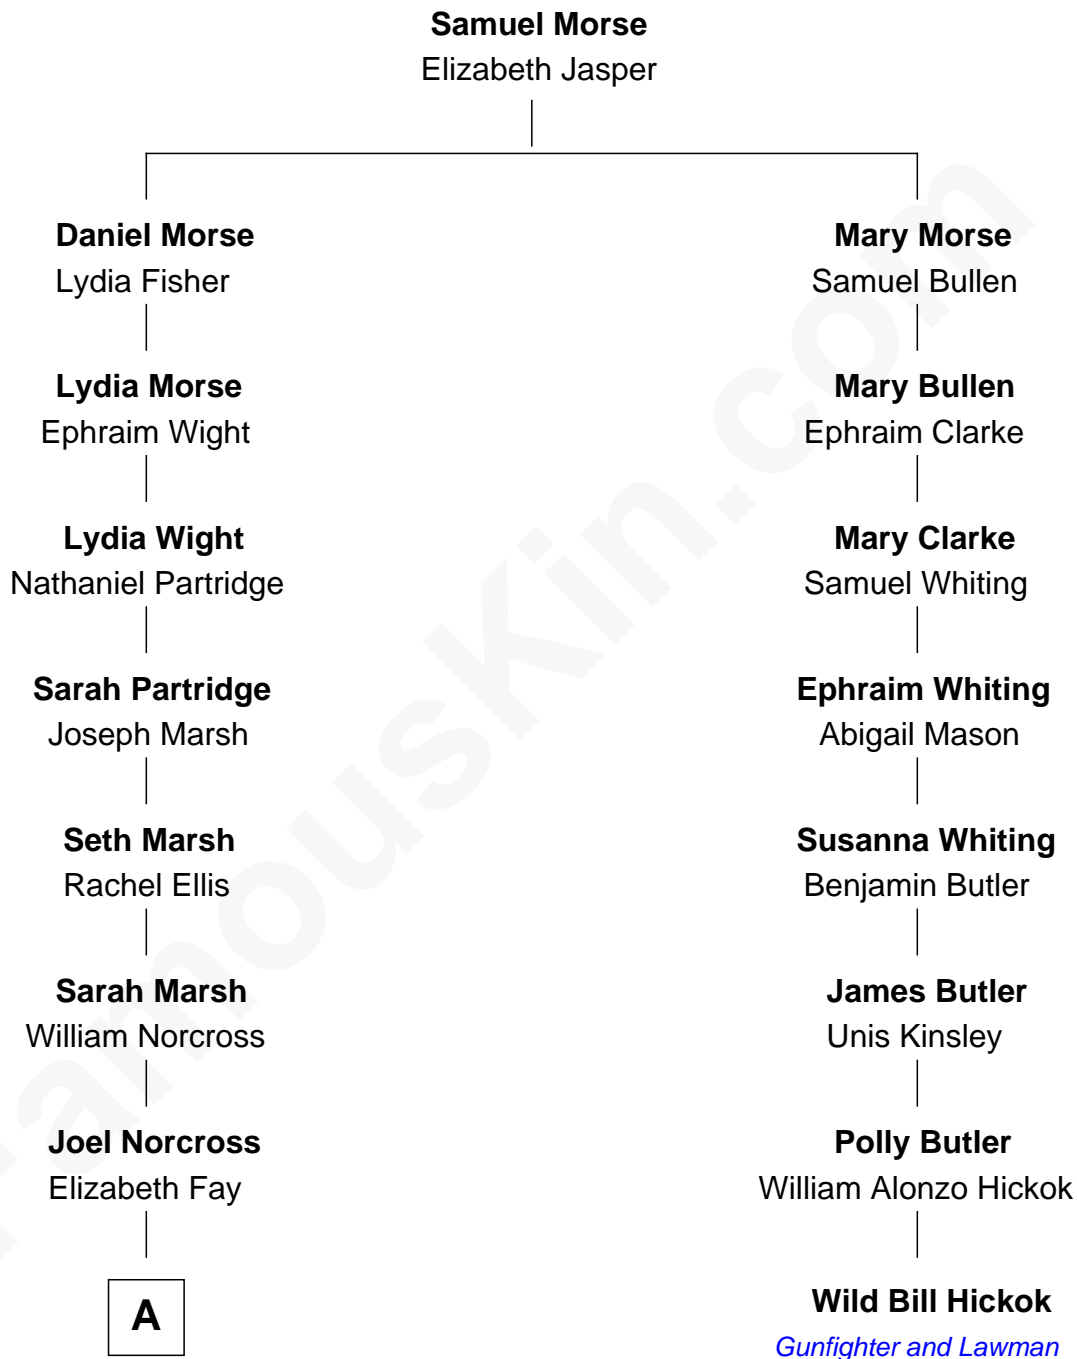 Samuel Morse
Elizabeth Jasper
Daniel Morse
Lydia Fisher
Mary Morse
Samuel Bullen
Lydia Morse
Ephraim Wight
Mary Bullen
Ephraim Clarke
Lydia Wight
Nathaniel Partridge
Mary Clarke
Samuel Whiting
Sarah Partridge
Joseph Marsh
Ephraim Whiting
Abigail Mason
Seth Marsh
Rachel Ellis
Susanna Whiting
Benjamin Butler
Sarah Marsh
William Norcross
James Butler
Unis Kinsley
Joel Norcross
Elizabeth Fay
Polly Butler
William Alonzo Hickok
A
Wild Bill Hickok
Gunfighter and Lawman
FamousKin.com